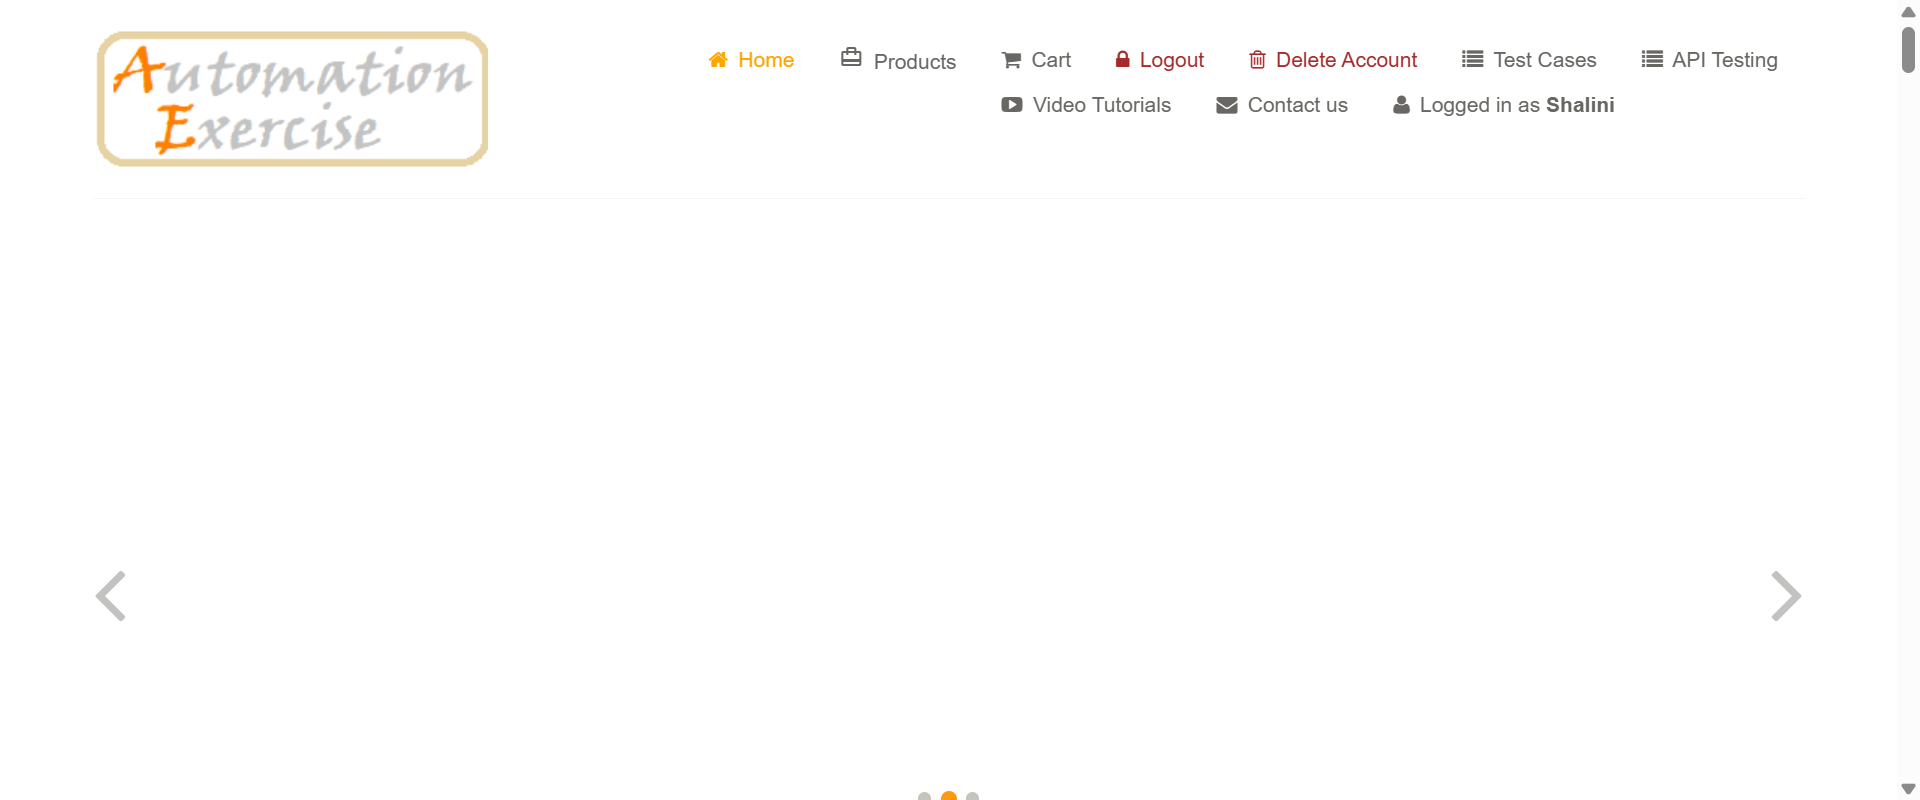 Automation
Exercise
Home Products Cart Logout Delete Account Test Cases API Testing
Video Tutorials Contact us Logged in as Shalini